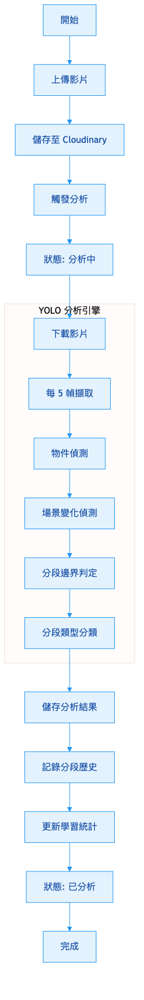 開始
上傳影片
儲存至 Cloudinary
觸發分析
狀態: 分析中
YOLO 分析引擎
下載影片
每 5 幀擷取
物件偵測
場景變化偵測
分段邊界判定
分段類型分類
儲存分析結果
記錄分段歷史
更新學習統計
狀態: 已分析
完成